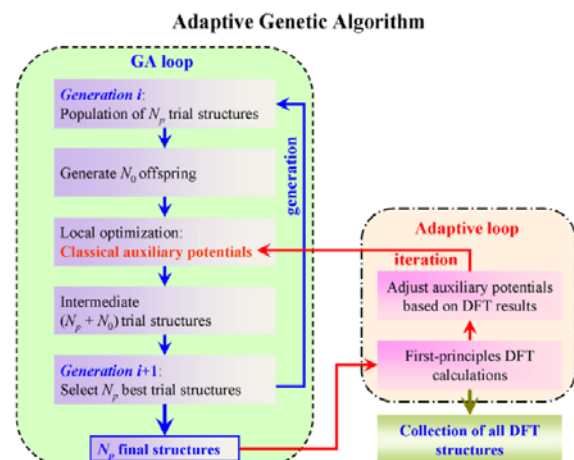 Adaptive Genetic Algorithm
GA loop
Generation i:
Population of Np trial structures
Generate N0 offspring
Local optimization:
Classical auxiliary potentials
Intermediate
(Np + N0) trial structures
Generation i+1:
Select Np best trial structures
Np final structures
generation
Adaptive loop
iteration
Adjust auxiliary potentials
based on DFT results
First-principles DFT
calculations
Collection of all DFT
structures